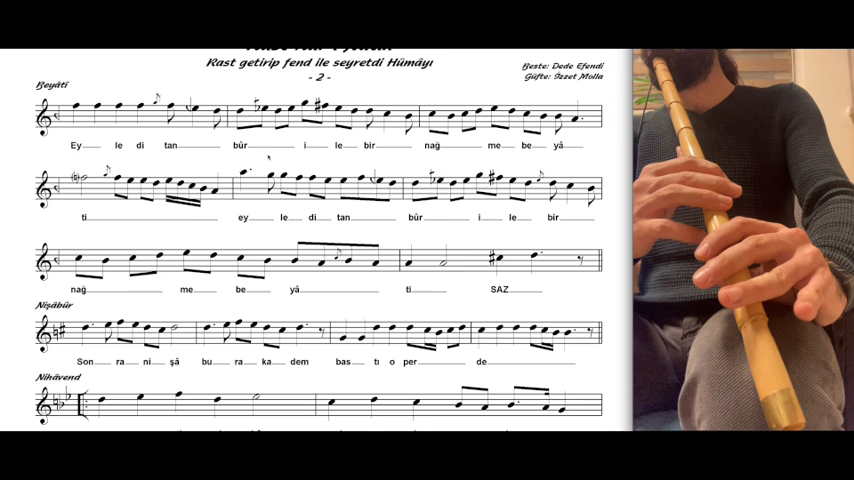 Rast getirip fend ile seyretdi Hümâyı
- 2 -
Beste: Dede Efendi
Güfte: İzzet Molla
Beyâtî
Ey le di tan bûr i le bir nağ me be yâ
ti ey le di tan bûr i le bir
nağ me be yâ ti SAZ
Nişâbûr
Son ra ni şâ bu ra ka dem bas tı o per de
Nihâvend